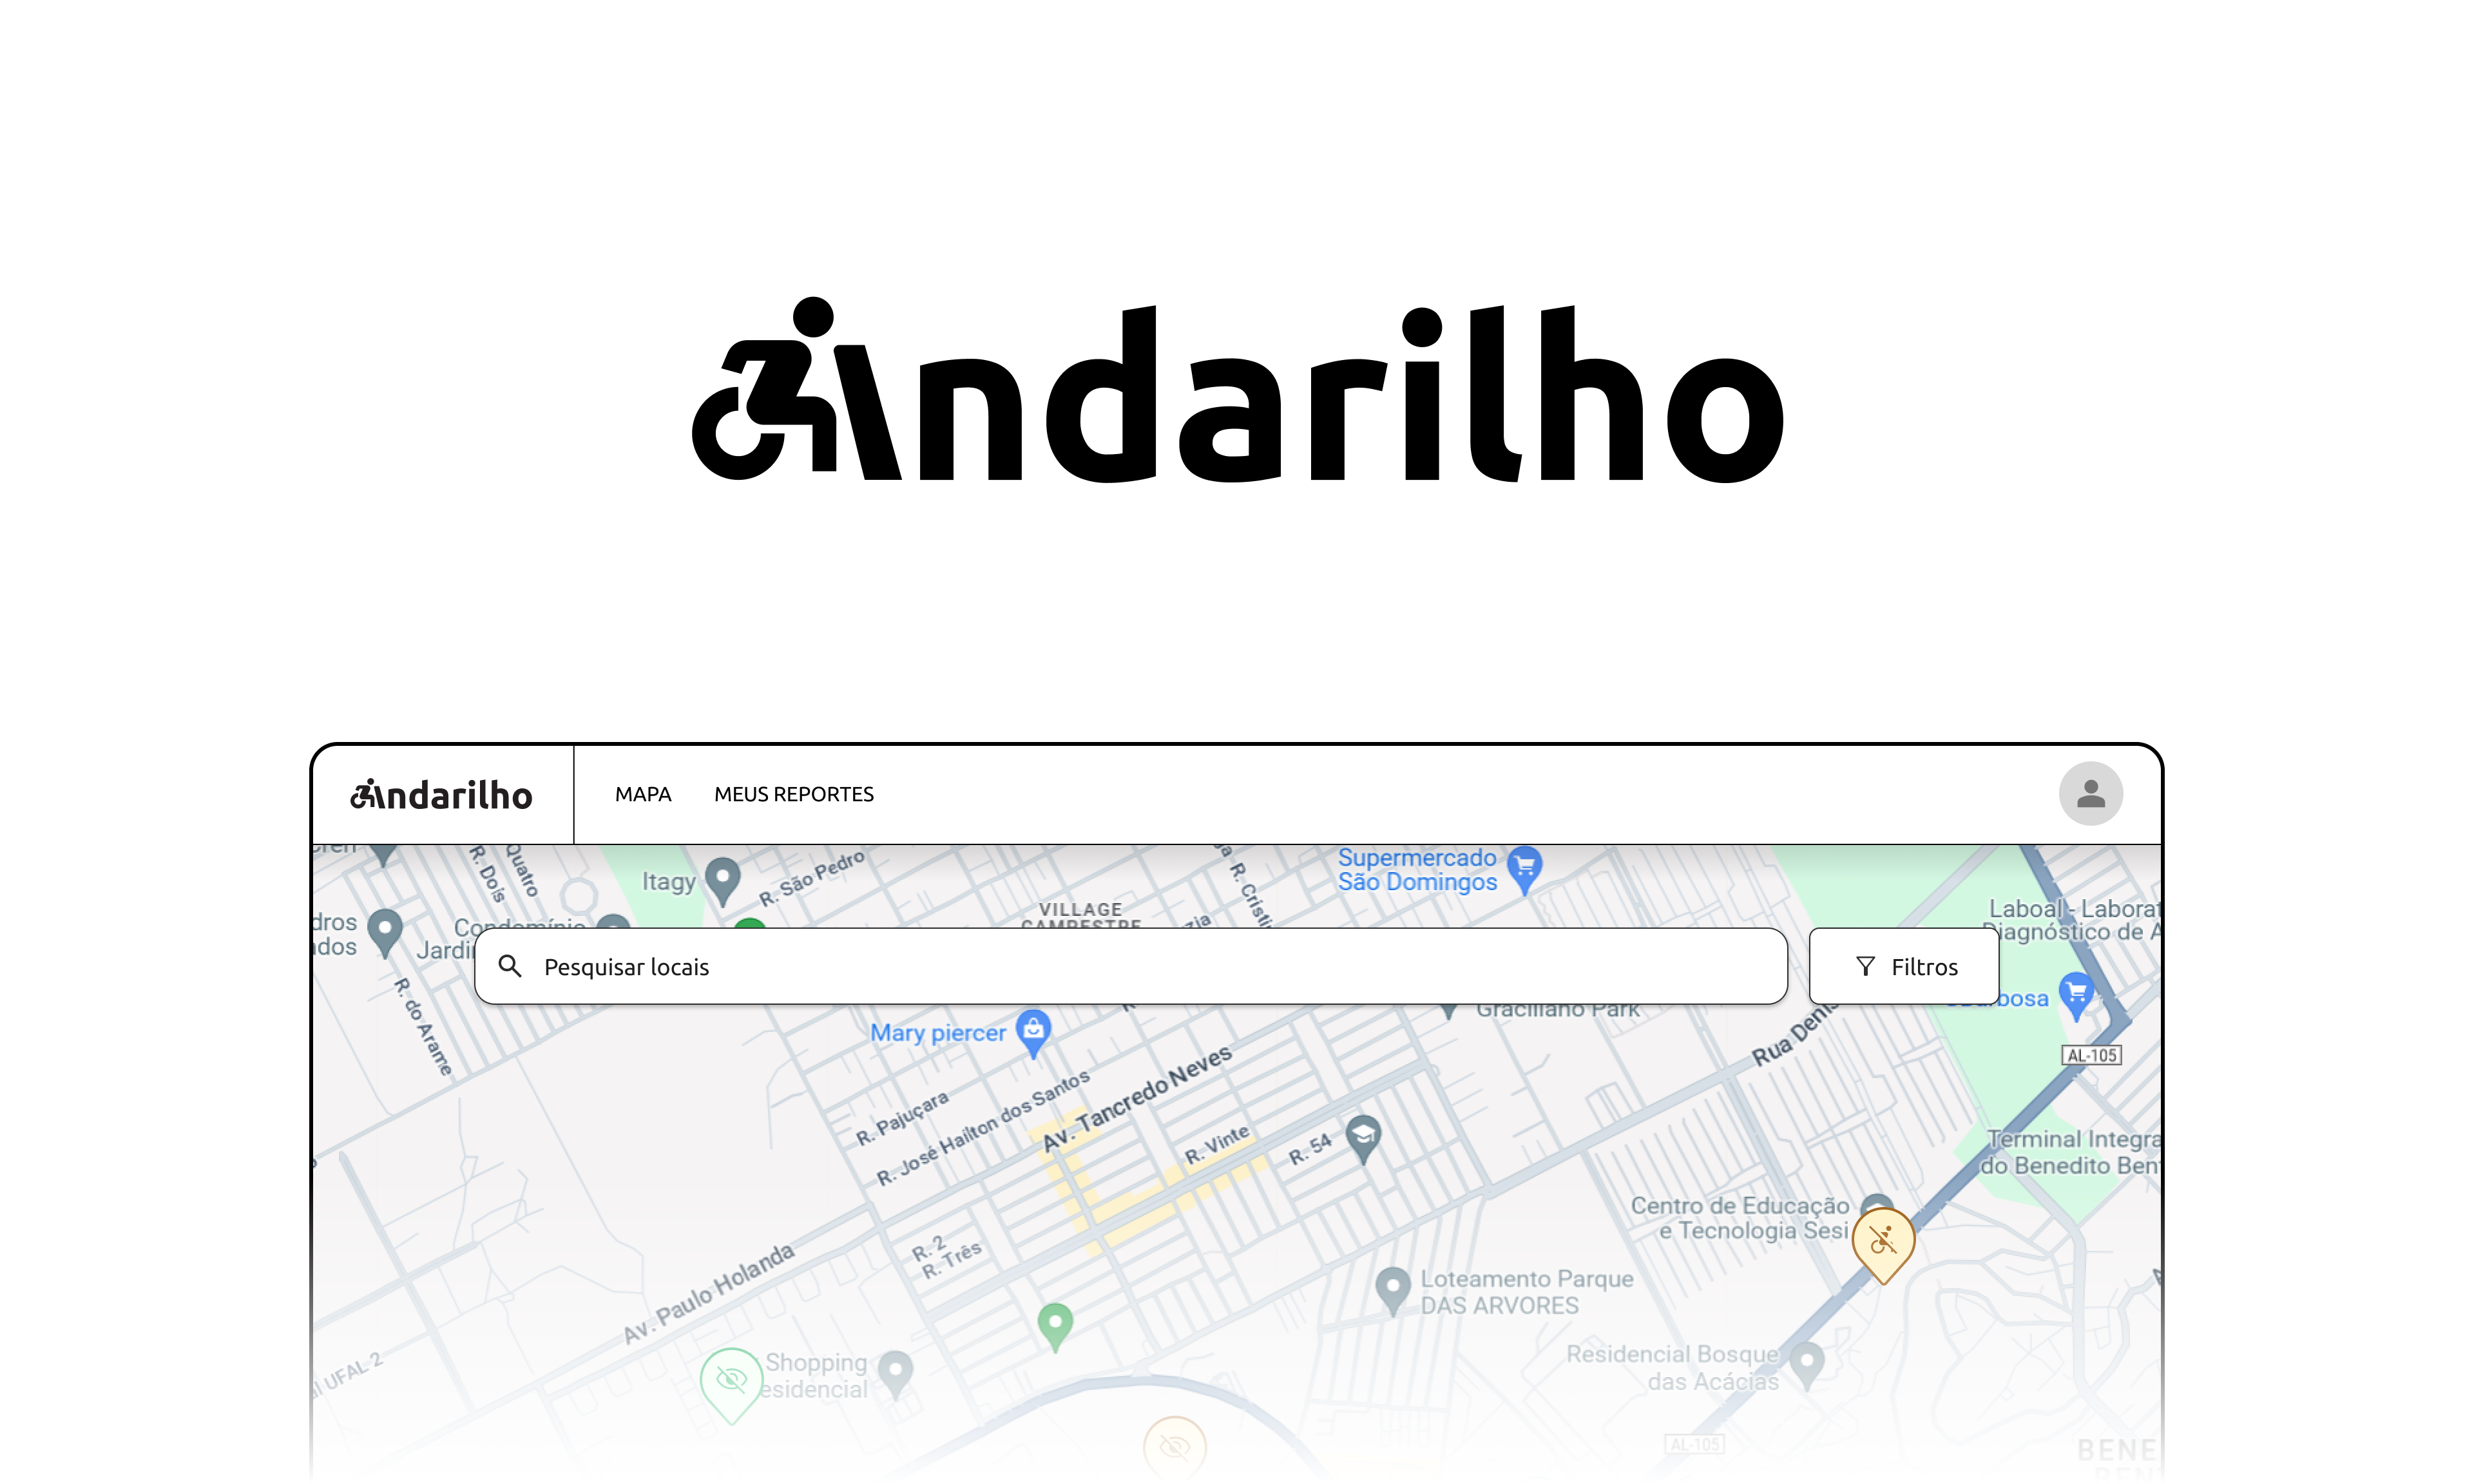 Andarilho
Andarilho
MAPA
MEUS REPORTES
R. Dois
Quatro
Itagy
R. São Pedro
VILLAGE
CAMPESTRE
R. Cristi
Supermercado
São Domingos
Laboal - Laborat
Diagnóstico de A
dros
dos
Condomínio
Jardi
Pesquisar locais
Filtros
R. do Arame
Mary piercer
Graciliano Park
Rua Denis
bosa
AL-105
R. Pajuçara
R. José Hailton dos Santos
Av. Tancredo Neves
R. Vinte
R. 54
Terminal Integra
do Benedito Ben
Centro de Educação
e Tecnologia Sesi
R. 2
R. Três
Av. Paulo Holanda
Loteamento Parque
DAS ARVORES
UFAL 2
Shopping
esidencial
Residencial Bosque
das Acácias
AL-105
BENE